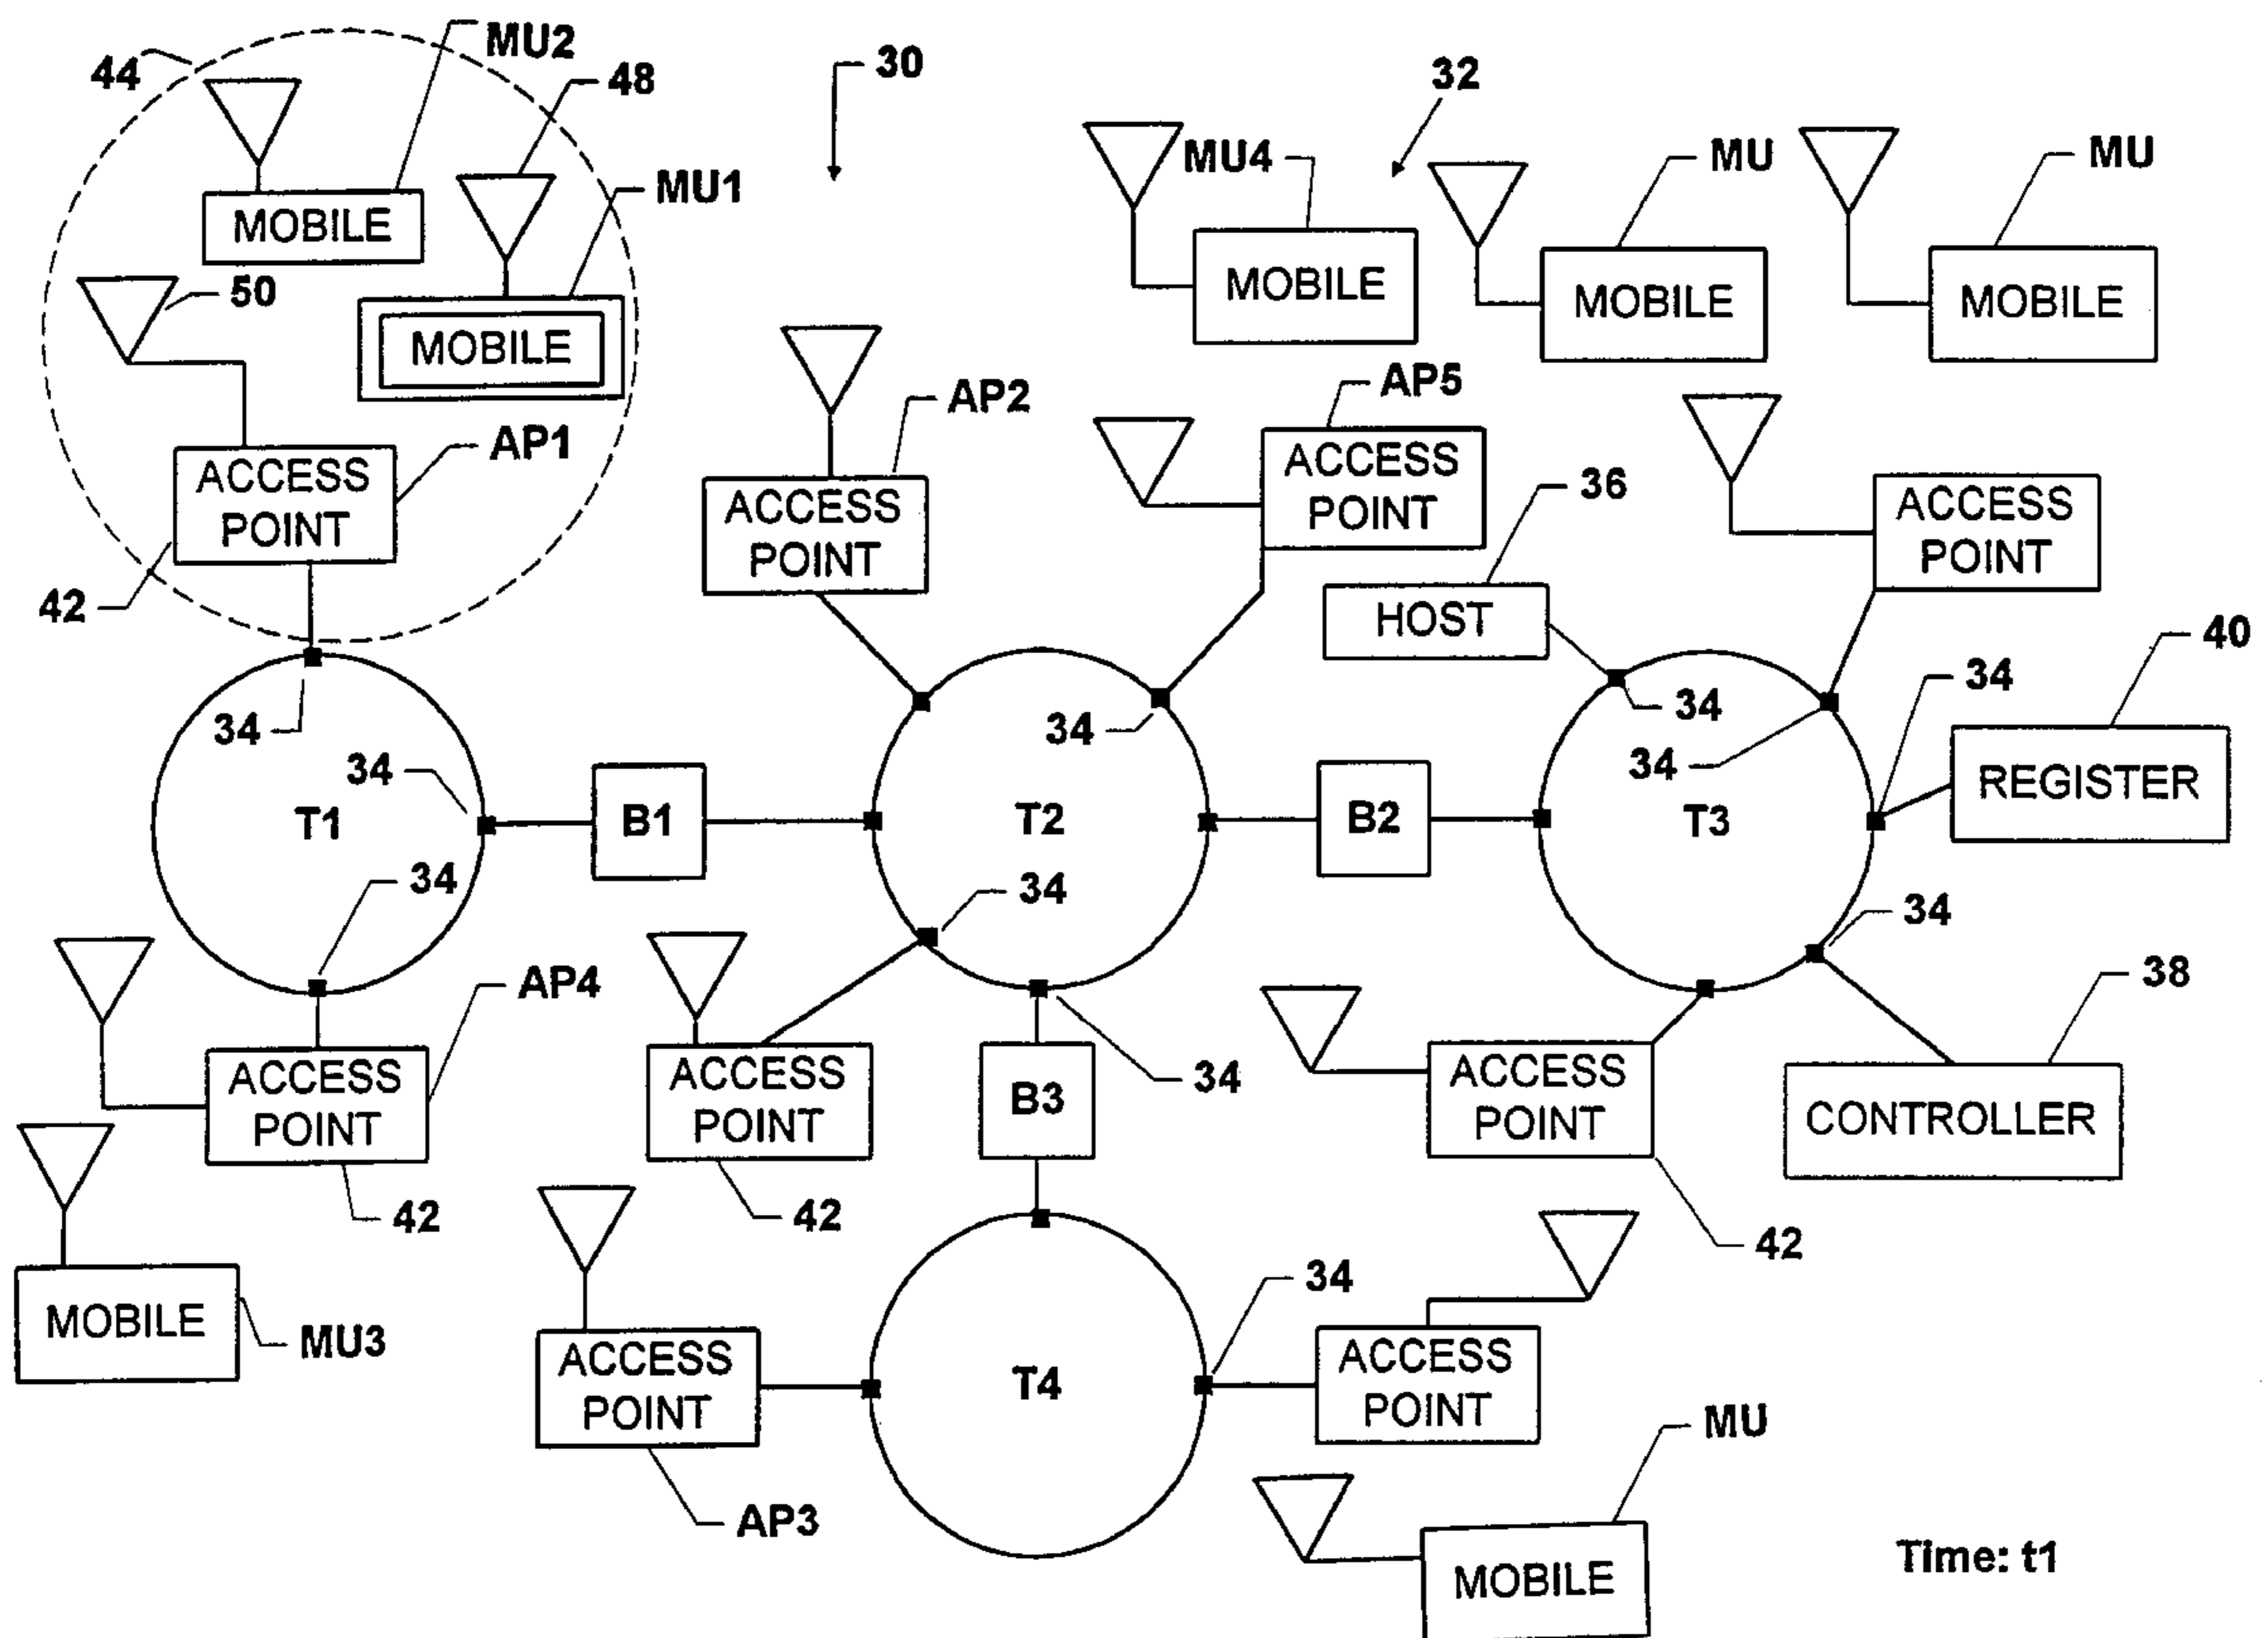 44
MU2
48
30
32
MU4
MU
MU
MOBILE
MU1
50
MOBILE
MOBILE
MOBILE
MOBILE
AP2
AP5
AP1
ACCESS
POINT
ACCESS
POINT
ACCESS
POINT
36
ACCESS
POINT
42
HOST
40
34
34
34
34
34
34
REGISTER
T1
B1
T2
B2
T3
34
34
34
AP4
38
ACCESS
POINT
ACCESS
POINT
B3
34
ACCESS
POINT
CONTROLLER
42
42
42
MOBILE
MU3
ACCESS
POINT
T4
34
ACCESS
POINT
AP3
MU
MOBILE
Time: t1